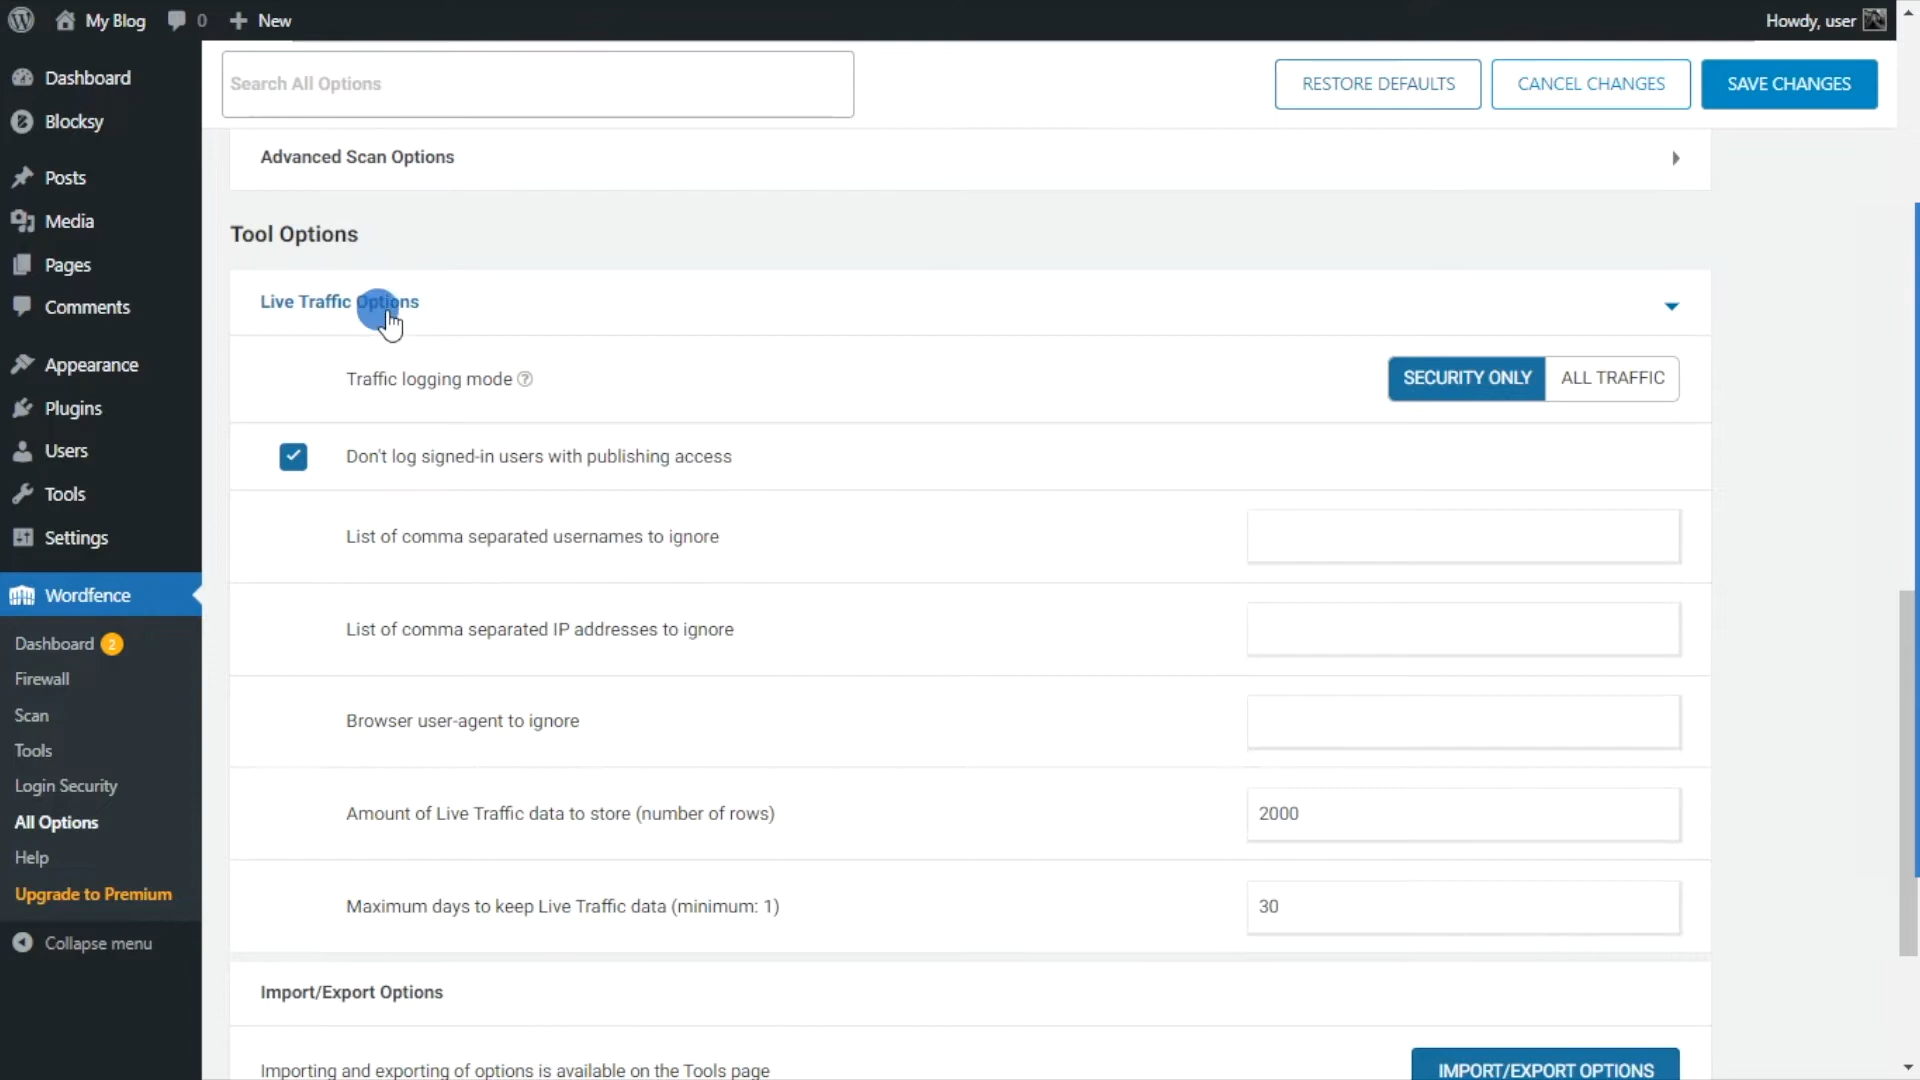 My Blog
0
New
Howdy, user
Dashboard
Blocksy
Posts
Media
Pages
Comments
Appearance
Plugins
Users
Tools
Settings
Wordfence
Dashboard 2
Firewall
Scan
Tools
Login Security
All Options
Help
Upgrade to Premium
Collapse menu
Search All Options
RESTORE DEFAULTS
CANCEL CHANGES
SAVE CHANGES
Advanced Scan Options
Tool Options
Live Traffic Options
Traffic logging mode ?
SECURITY ONLY
ALL TRAFFIC
Don't log signed-in users with publishing access
List of comma separated usernames to ignore
List of comma separated IP addresses to ignore
Browser user-agent to ignore
Amount of Live Traffic data to store (number of rows)
2000
Maximum days to keep Live Traffic data (minimum: 1)
30
Import/Export Options
Importing and exporting of options is available on the Tools page
IMPORT/EXPORT OPTIONS